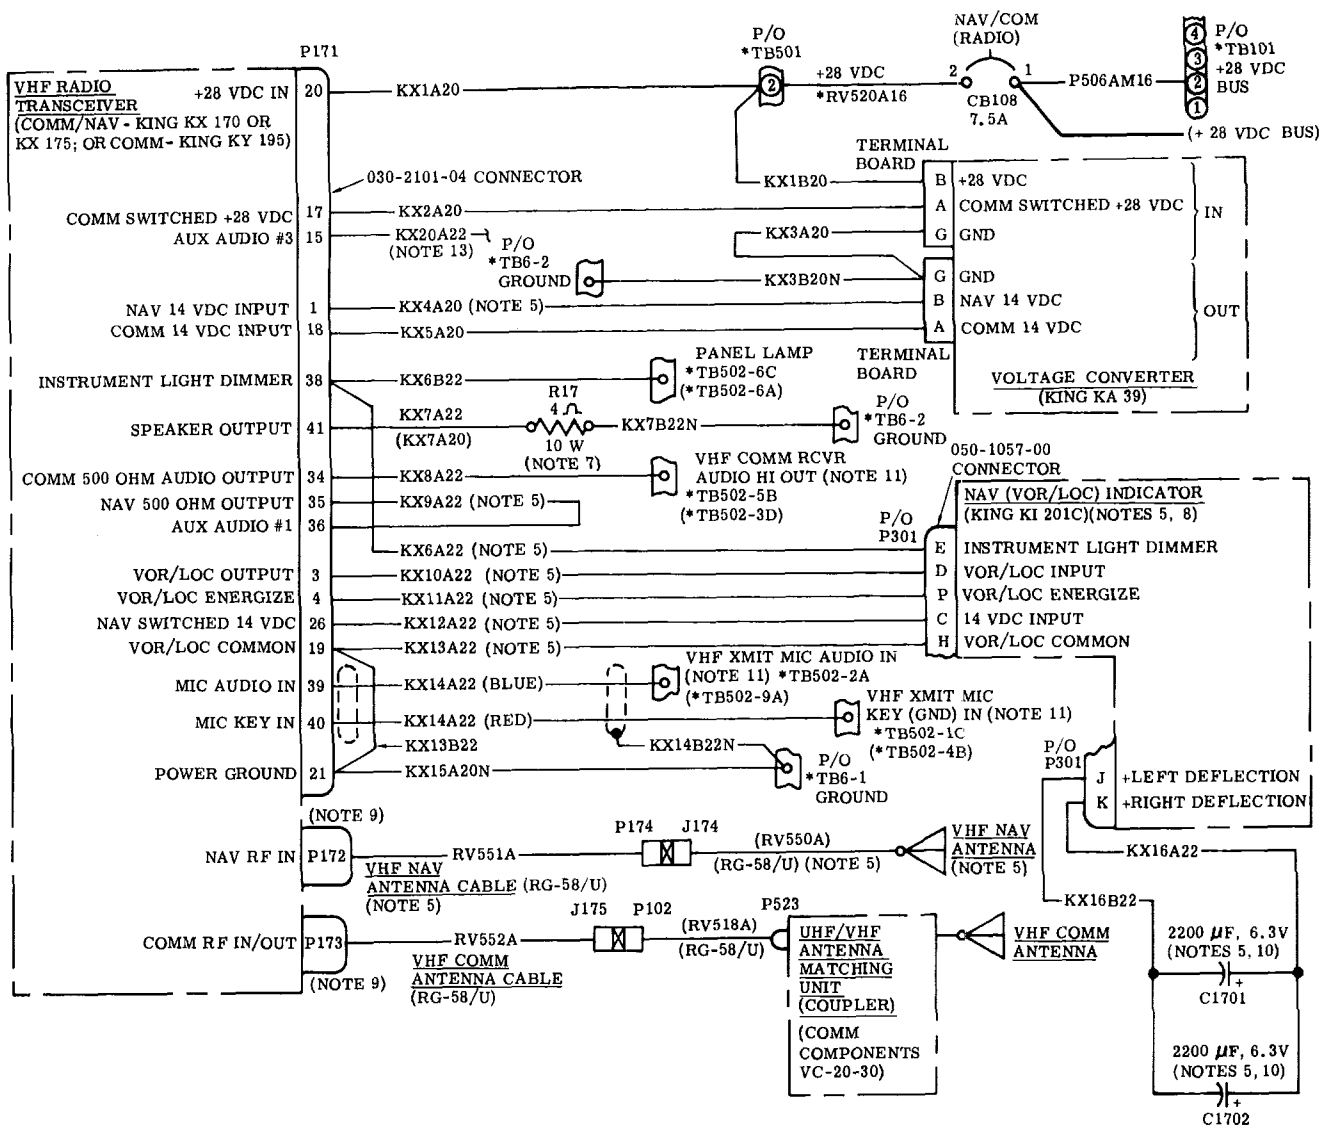 P171
VHF RADIO
TRANSCEIVER
(COMM/NAV - KING KX 170 OR
KX 175; OR COMM- KING KY 195)
+28 VDC IN
20
KX1A20
P/O
*TB501
2
+28 VDC
*RV520A16
NAV/COM
(RADIO)
2
1
CB108
7.5A
P506AM16
4
3
2
1
P/O
*TB101
+28 VDC
BUS
(+ 28 VDC BUS)
030-2101-04 CONNECTOR
TERMINAL
BOARD
KX1B20
B
+28 VDC
COMM SWITCHED +28 VDC
17
KX2A20
A
COMM SWITCHED +28 VDC
IN
AUX AUDIO #3
15
KX20A22
(NOTE 13)
KX3A20
G
GND
P/O
*TB6-2
GROUND
KX3B20N
G
GND
NAV 14 VDC INPUT
1
KX4A20 (NOTE 5)
B
NAV 14 VDC
OUT
COMM 14 VDC INPUT
18
KX5A20
A
COMM 14 VDC
TERMINAL
BOARD
VOLTAGE CONVERTER
(KING KA 39)
INSTRUMENT LIGHT DIMMER
38
KX6B22
PANEL LAMP
*TB502-6C
(*TB502-6A)
SPEAKER OUTPUT
41
KX7A22
(KX7A20)
R17
4
10 W
(NOTE 7)
KX7B22N
P/O
*TB6-2
GROUND
COMM 500 OHM AUDIO OUTPUT
34
KX8A22
VHF COMM RCVR
AUDIO HI OUT (NOTE 11)
*TB502-5B
(*TB502-3D)
050-1057-00
CONNECTOR
NAV 500 OHM OUTPUT
35
KX9A22 (NOTE 5)
AUX AUDIO #1
36
NAV (VOR/LOC) INDICATOR
(KING KI 201C)(NOTES 5, 8)
P/O
P301
KX6A22 (NOTE 5)
E
INSTRUMENT LIGHT DIMMER
VOR/LOC OUTPUT
3
KX10A22 (NOTE 5)
D
VOR/LOC INPUT
VOR/LOC ENERGIZE
4
KX11A22 (NOTE 5)
P
VOR/LOC ENERGIZE
NAV SWITCHED 14 VDC
26
KX12A22 (NOTE 5)
C
14 VDC INPUT
VOR/LOC COMMON
19
KX13A22 (NOTE 5)
H
VOR/LOC COMMON
MIC AUDIO IN
39
KX14A22 (BLUE)
VHF XMIT MIC AUDIO IN
(NOTE 11) *TB502-2A
(*TB502-9A)
MIC KEY IN
40
KX14A22 (RED)
VHF XMIT MIC
KEY (GND) IN (NOTE 11)
*TB502-1C
(*TB502-4B)
KX13B22
KX14B22N
POWER GROUND
21
KX15A20N
P/O
*TB6-1
GROUND
P/O
P301
J
+LEFT DEFLECTION
K
+RIGHT DEFLECTION
(NOTE 9)
NAV RF IN
P172
RV551A
VHF NAV
ANTENNA CABLE (RG-58/U)
(NOTE 5)
P174
J174
(RV550A)
(RG-58/U) (NOTE 5)
VHF NAV
ANTENNA
(NOTE 5)
KX16A22
KX16B22
COMM RF IN/OUT
P173
(NOTE 9)
RV552A
VHF COMM
ANTENNA CABLE
(RG-58/U)
J175
P102
(RV518A)
(RG-58/U)
P523
UHF/VHF
ANTENNA
MATCHING
UNIT
(COUPLER)
(COMM
COMPONENTS
VC-20-30)
VHF COMM
ANTENNA
2200 µF, 6.3V
(NOTES 5, 10)
+
C1701
2200 µF, 6.3V
(NOTES 5, 10)
+
C1702